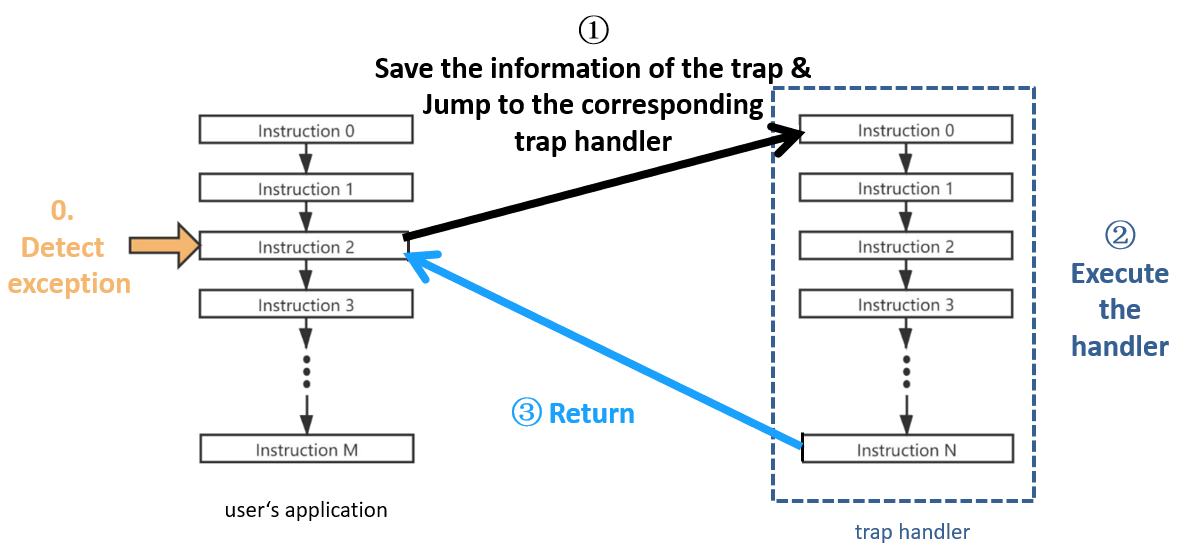 ①
Save the information of the trap &
Jump to the corresponding
trap handler
0.
Detect
exception
Instruction 0
Instruction 1
Instruction 2
Instruction 3
Instruction M
user‘s application
③ Return
Instruction 0
Instruction 1
Instruction 2
Instruction 3
Instruction N
trap handler
②
Execute
the
handler